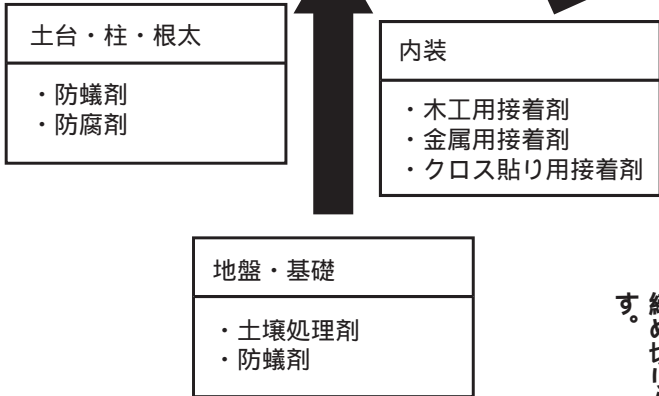 土台・柱・根太
・防蟻剤
・防腐剤
内装
・木工用接着剤
・金属用接着剤
・クロス貼り用接着剤
地盤・基礎
・土壌処理剤
・防蟻剤
す。